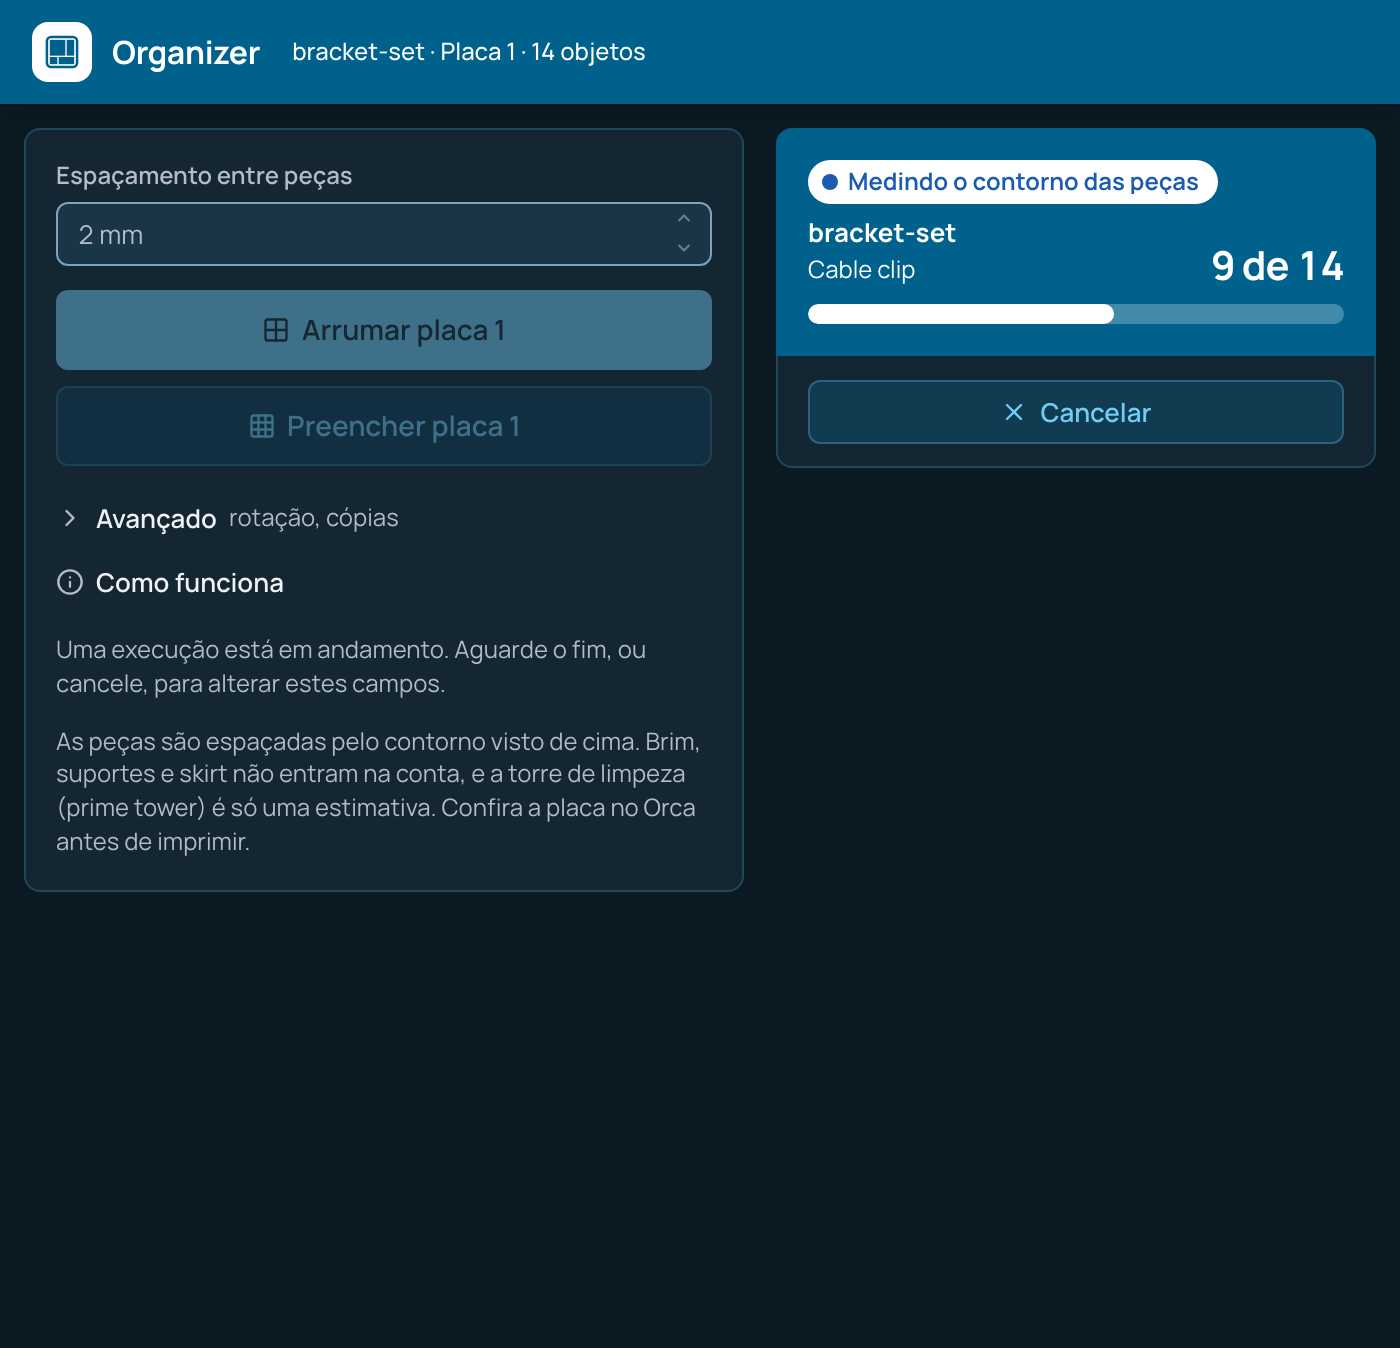 Organizer
bracket-set · Placa 1 · 14 objetos
Espaçamento entre peças
2 mm
Arrumar placa 1
Preencher placa 1
Avançado rotação, cópias
Como funciona
Uma execução está em andamento. Aguarde o fim, ou
cancele, para alterar estes campos.
As peças são espaçadas pelo contorno visto de cima. Brim,
suportes e skirt não entram na conta, e a torre de limpeza
(prime tower) é só uma estimativa. Confira a placa no Orca
antes de imprimir.
Medindo o contorno das peças
bracket-set
Cable clip
9 de 14
Cancelar